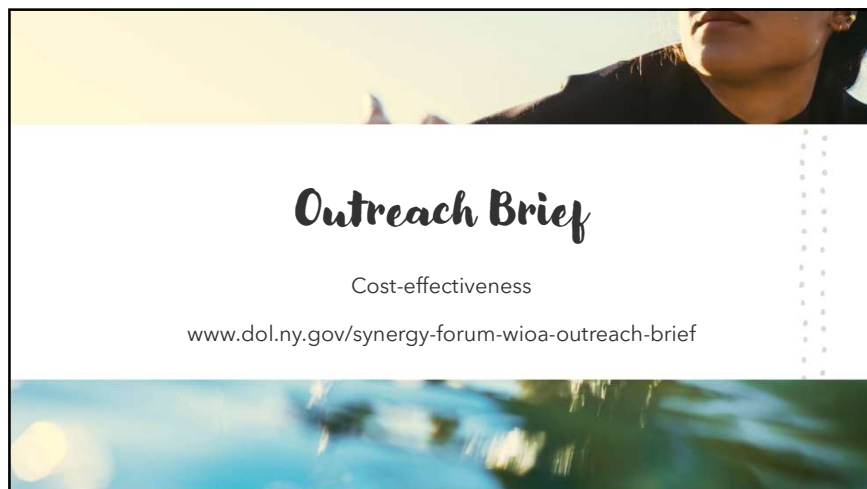 Outreach Brief
Cost-effectiveness
www.dol.ny.gov/synergy-forum-wioa-outreach-brief